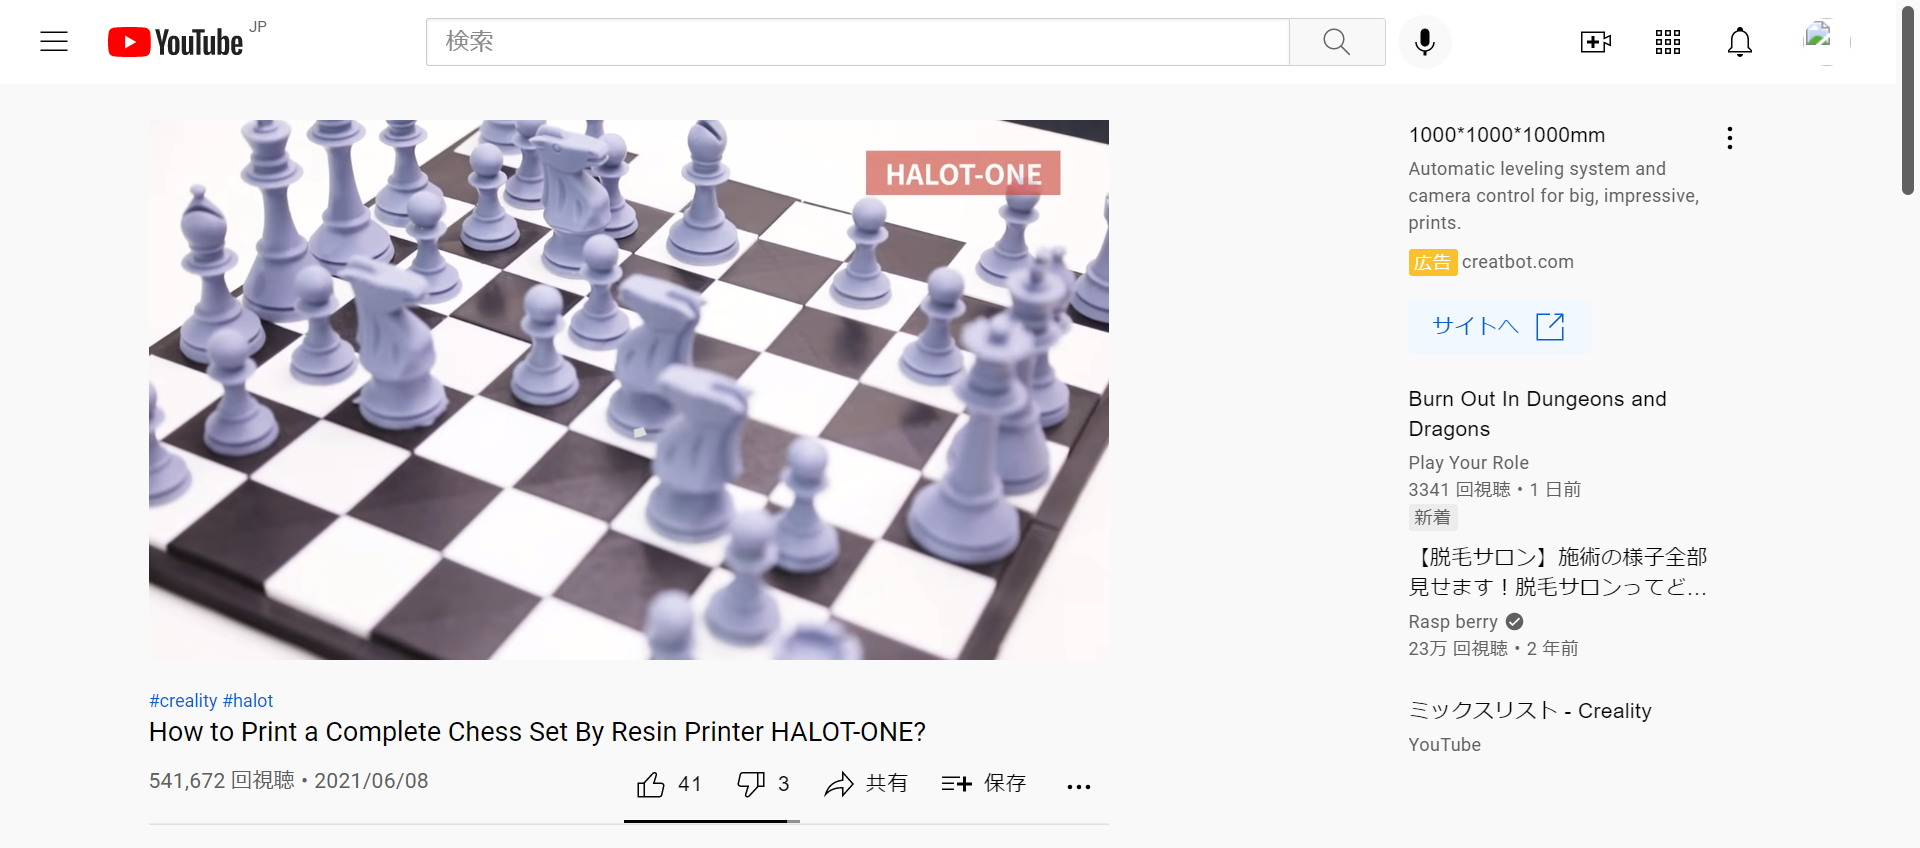 YouTube JP
検索
HALOT-ONE
#creality #halot
How to Print a Complete Chess Set By Resin Printer HALOT-ONE?
541,672 回視聴・2021/06/08
41
3
共有
保存
1000*1000*1000mm
Automatic leveling system and
camera control for big, impressive,
prints.
広告 creatbot.com
サイトへ
Burn Out In Dungeons and
Dragons
Play Your Role
3341 回視聴・1 日前
新着
【脱毛サロン】施術の様子全部
見せます！脱毛サロンってど...
Rasp berry
23万 回視聴・2 年前
ミックスリスト - Creality
YouTube